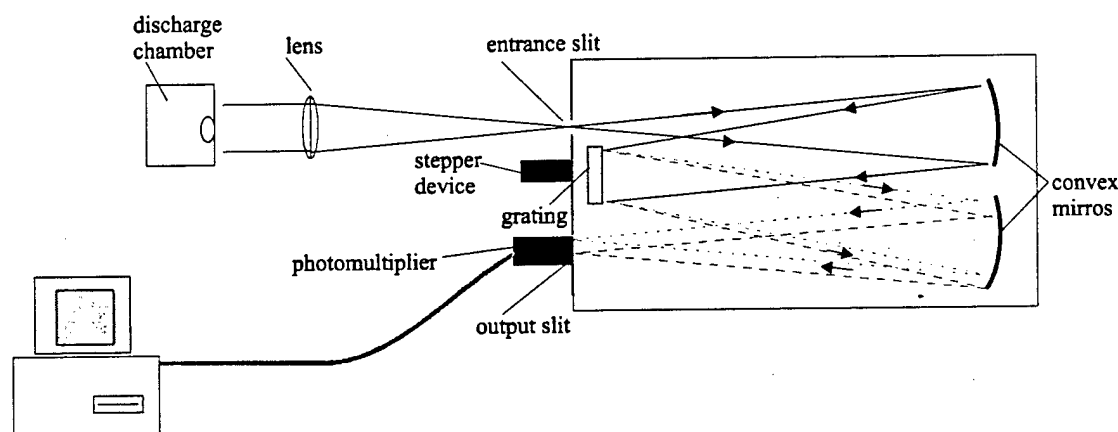 discharge
chamber
lens
entrance slit
stepper
device
grating
convex
mirros
photomultiplier
output slit